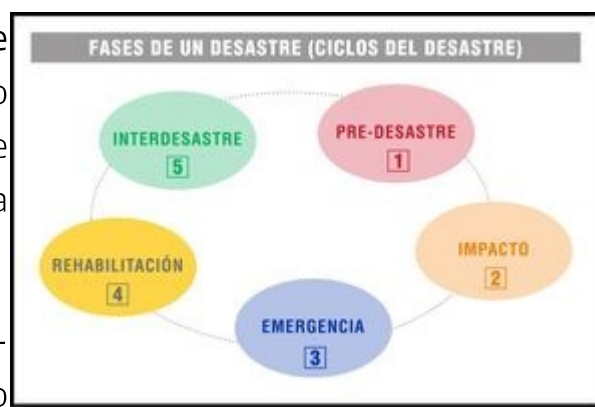 e
o
e
a
-
o
FASES DE UN DESASTRE (CICLOS DEL DESASTRE)
PRE-DESASTRE
1
IMPACTO
2
EMERGENCIA
3
REHABILITACIÓN
4
INTERDESASTRE
5